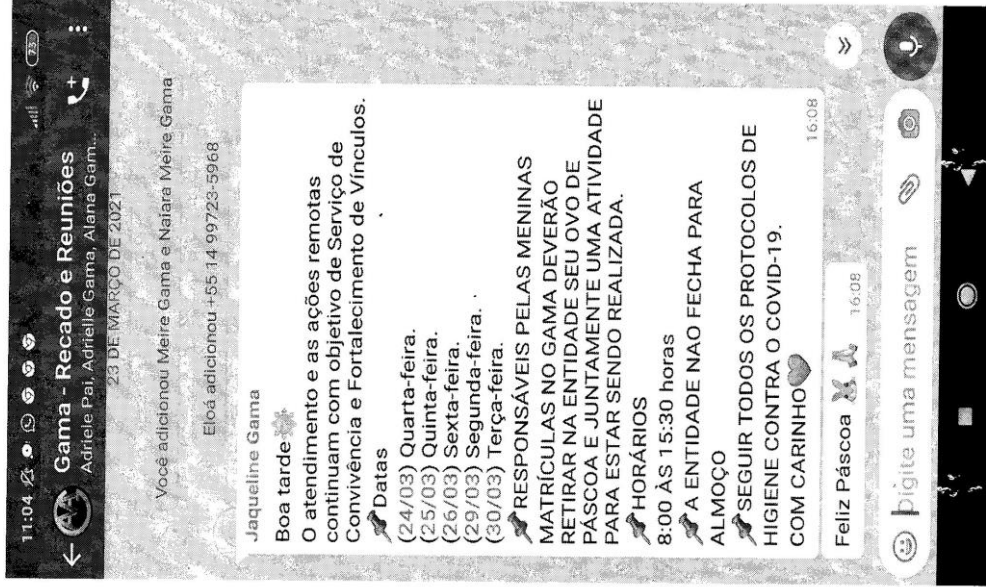 11:04
73
Gama - Recado e Reuniões
Adriele Pai, Adrielle Gama, Alana Gam...
23 DE MARÇO DE 2021
Você adicionou Meire Gama e Naiara Meire Gama
Eloá adicionou +55 14 99723-5968
Jaqueline Gama
Boa tarde
O atendimento e as ações remotas
continuam com objetivo de Serviço de
Convivência e Fortalecimento de Vínculos.
Datas
(24/03) Quarta-feira.
(25/03) Quinta-feira.
(26/03) Sexta-feira.
(29/03) Segunda-feira.
(30/03) Terça-feira.
RESPONSÁVEIS PELAS MENINAS
MATRÍCULAS NO GAMA DEVERÃO
RETIRAR NA ENTIDADE SEU OVO DE
PÁSCOA E JUNTAMENTE UMA ATIVIDADE
PARA ESTAR SENDO REALIZADA.
HORÁRIOS
8:00 ÀS 15:30 horas
A ENTIDADE NAO FECHA PARA
ALMOÇO
SEGUIR TODOS OS PROTOCOLOS DE
HIGIENE CONTRA O COVID-19.
COM CARINHO
16:08
Feliz Páscoa
16:08
Digite uma mensagem